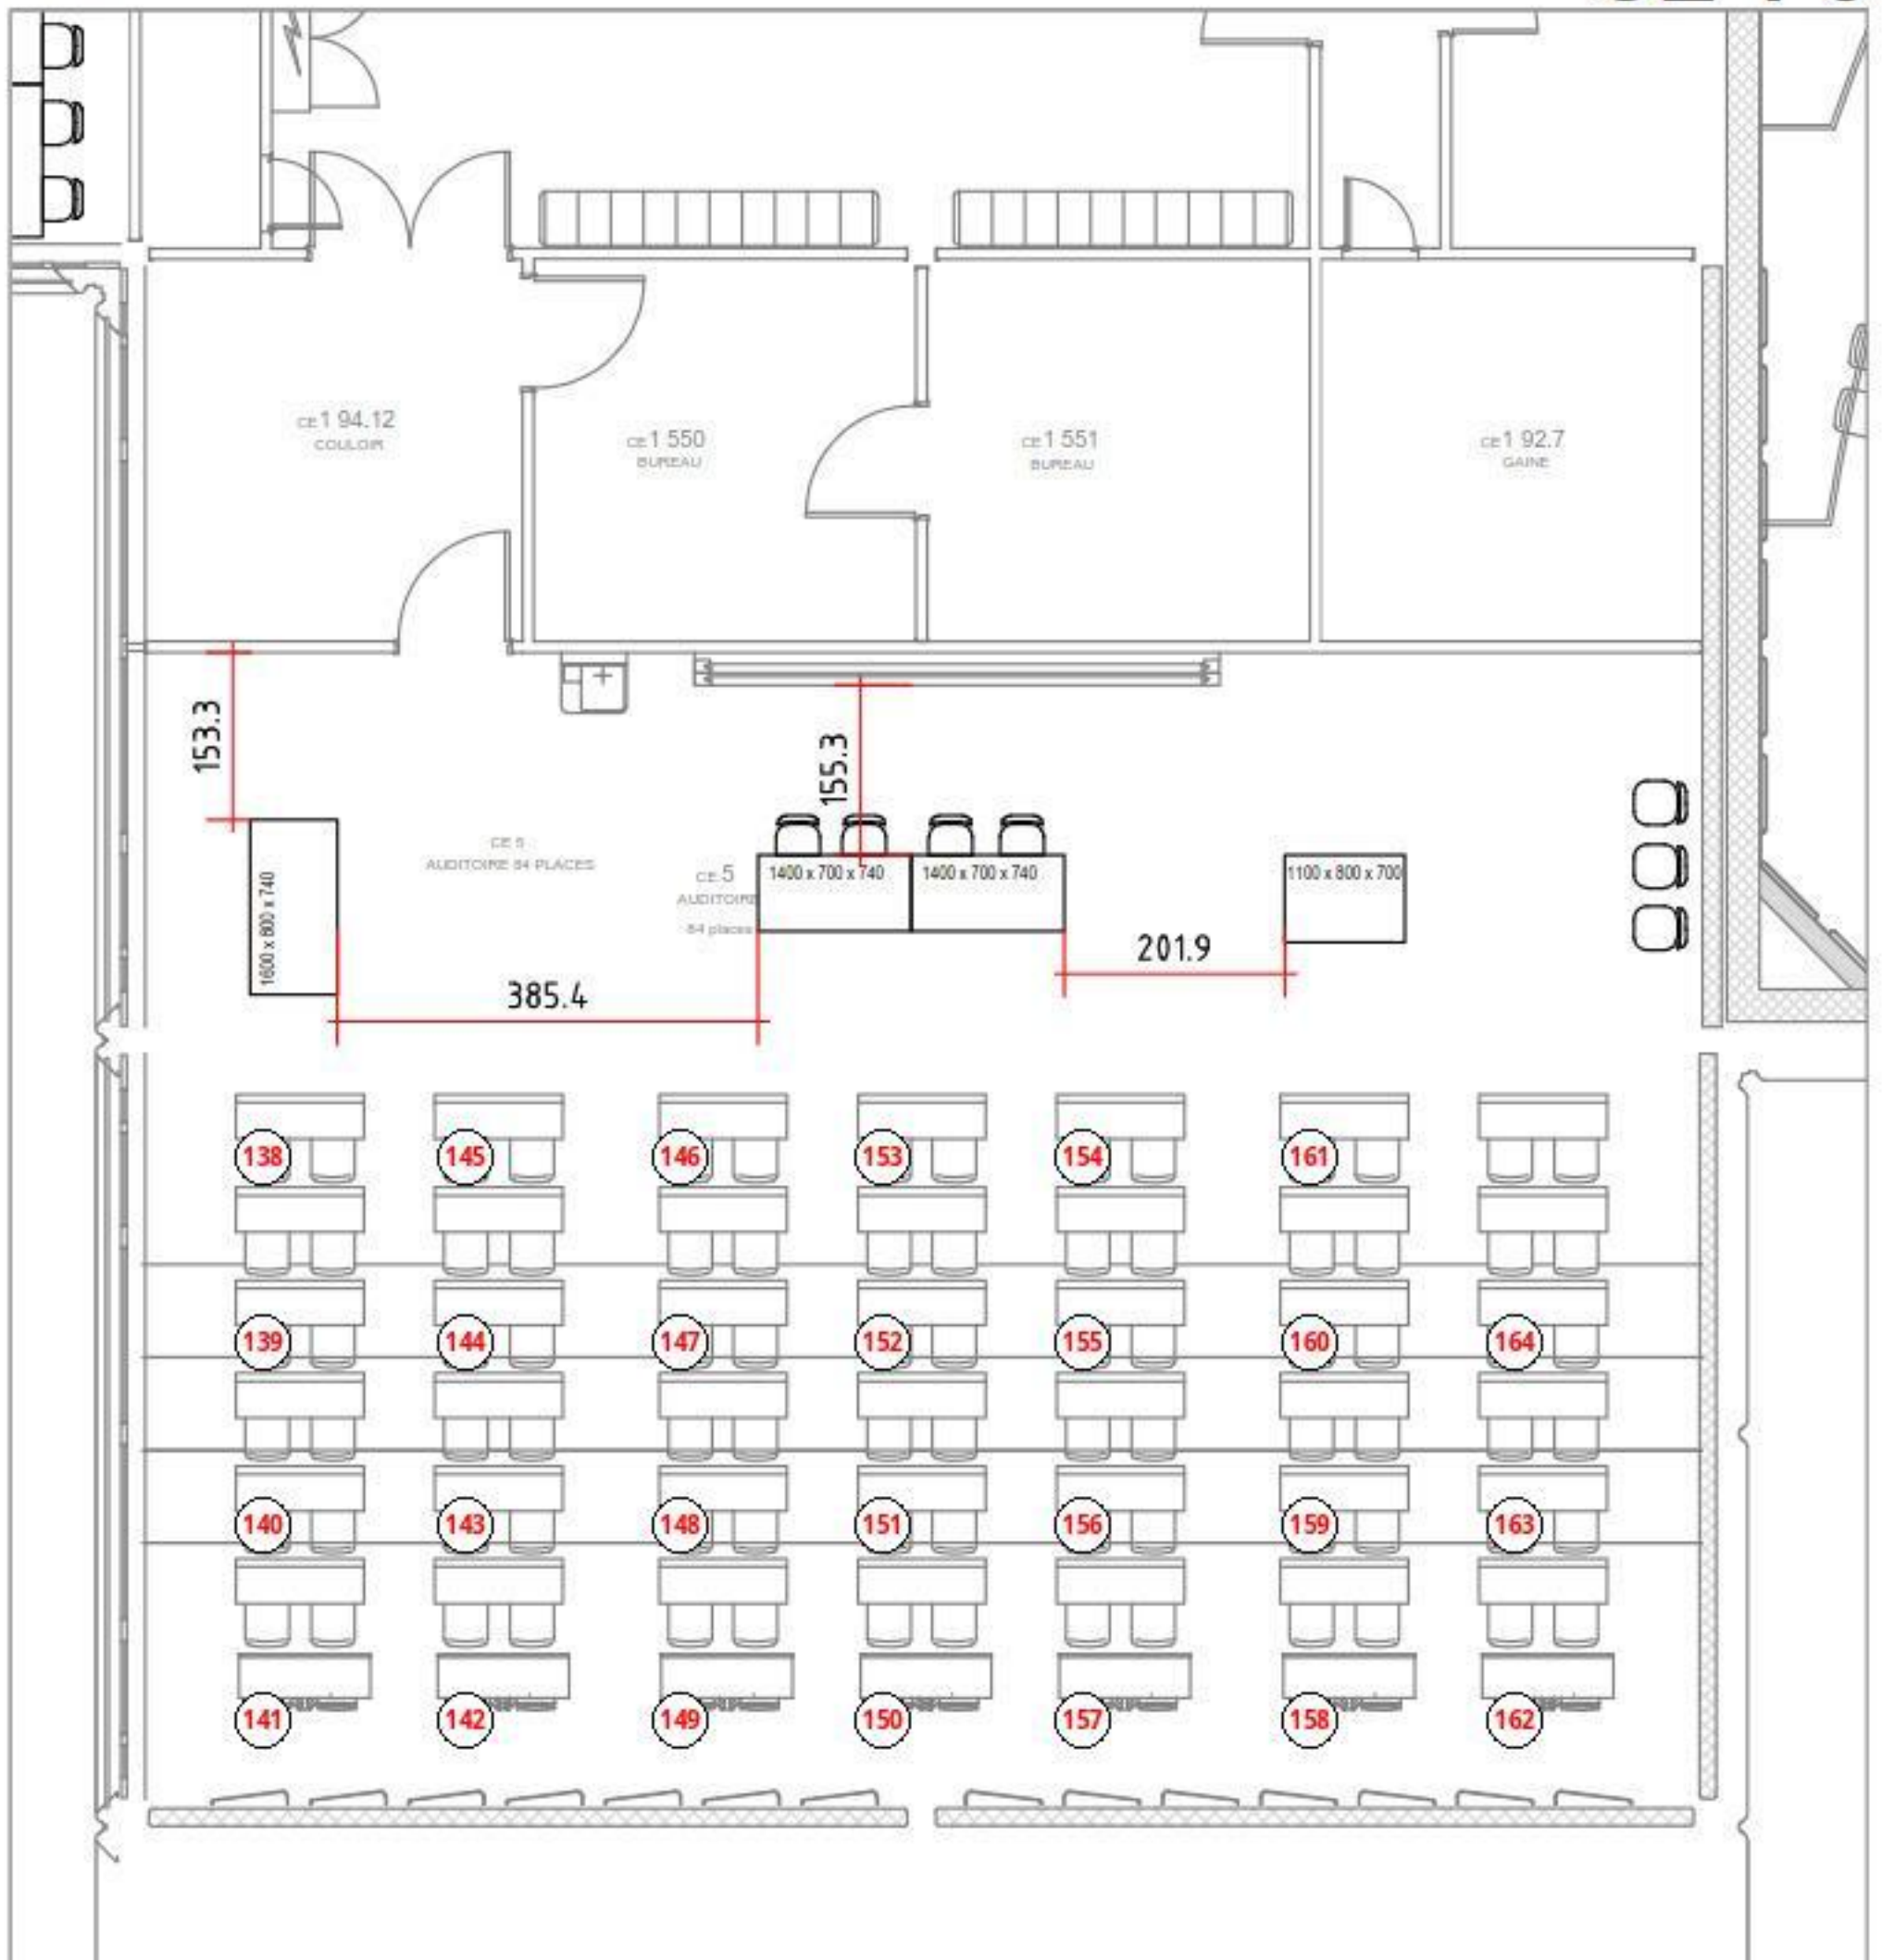 CE 1 94.12
COULOIR
CE 1 550
BUREAU
CE 1 551
BUREAU
CE 1 92.7
GAINE
153.3
155.3
CE 5
AUDITOIRE 84 PLACES
CE 5
AUDITOIRE
84 places
1600 x 800 x 740
1400 x 700 x 740
1400 x 700 x 740
1100 x 800 x 700
201.9
385.4
138 145 146 153 154 161
139 144 147 152 155 160 164
140 143 148 151 156 159 163
141 142 149 150 157 158 162